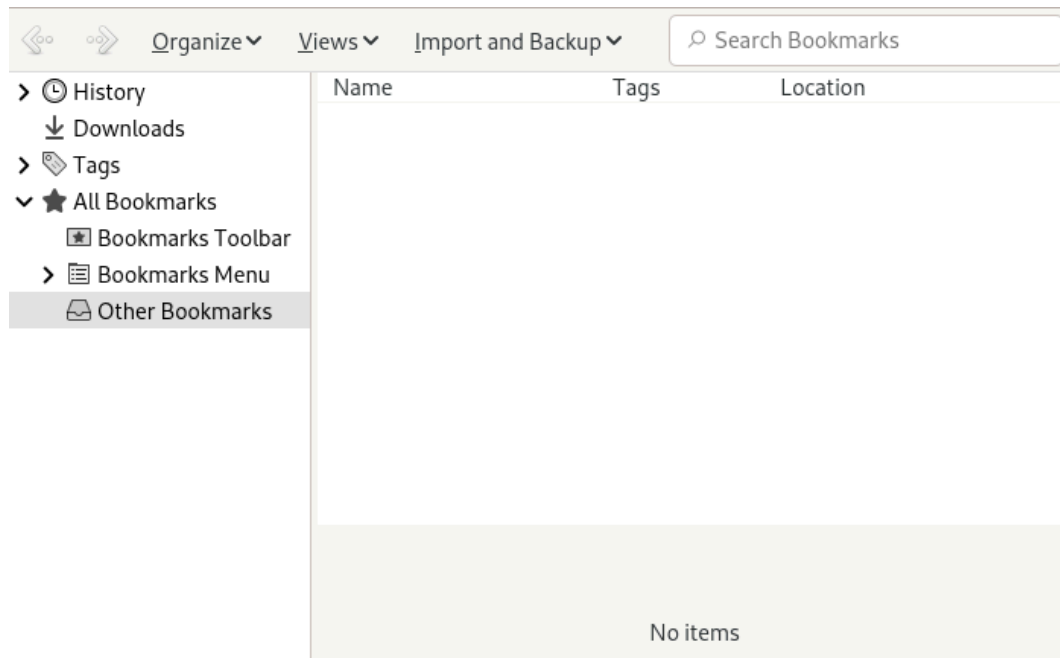 Organize Views Import and Backup Search Bookmarks
History
Downloads
Tags
All Bookmarks
Bookmarks Toolbar
Bookmarks Menu
Other Bookmarks
Name Tags Location
No items